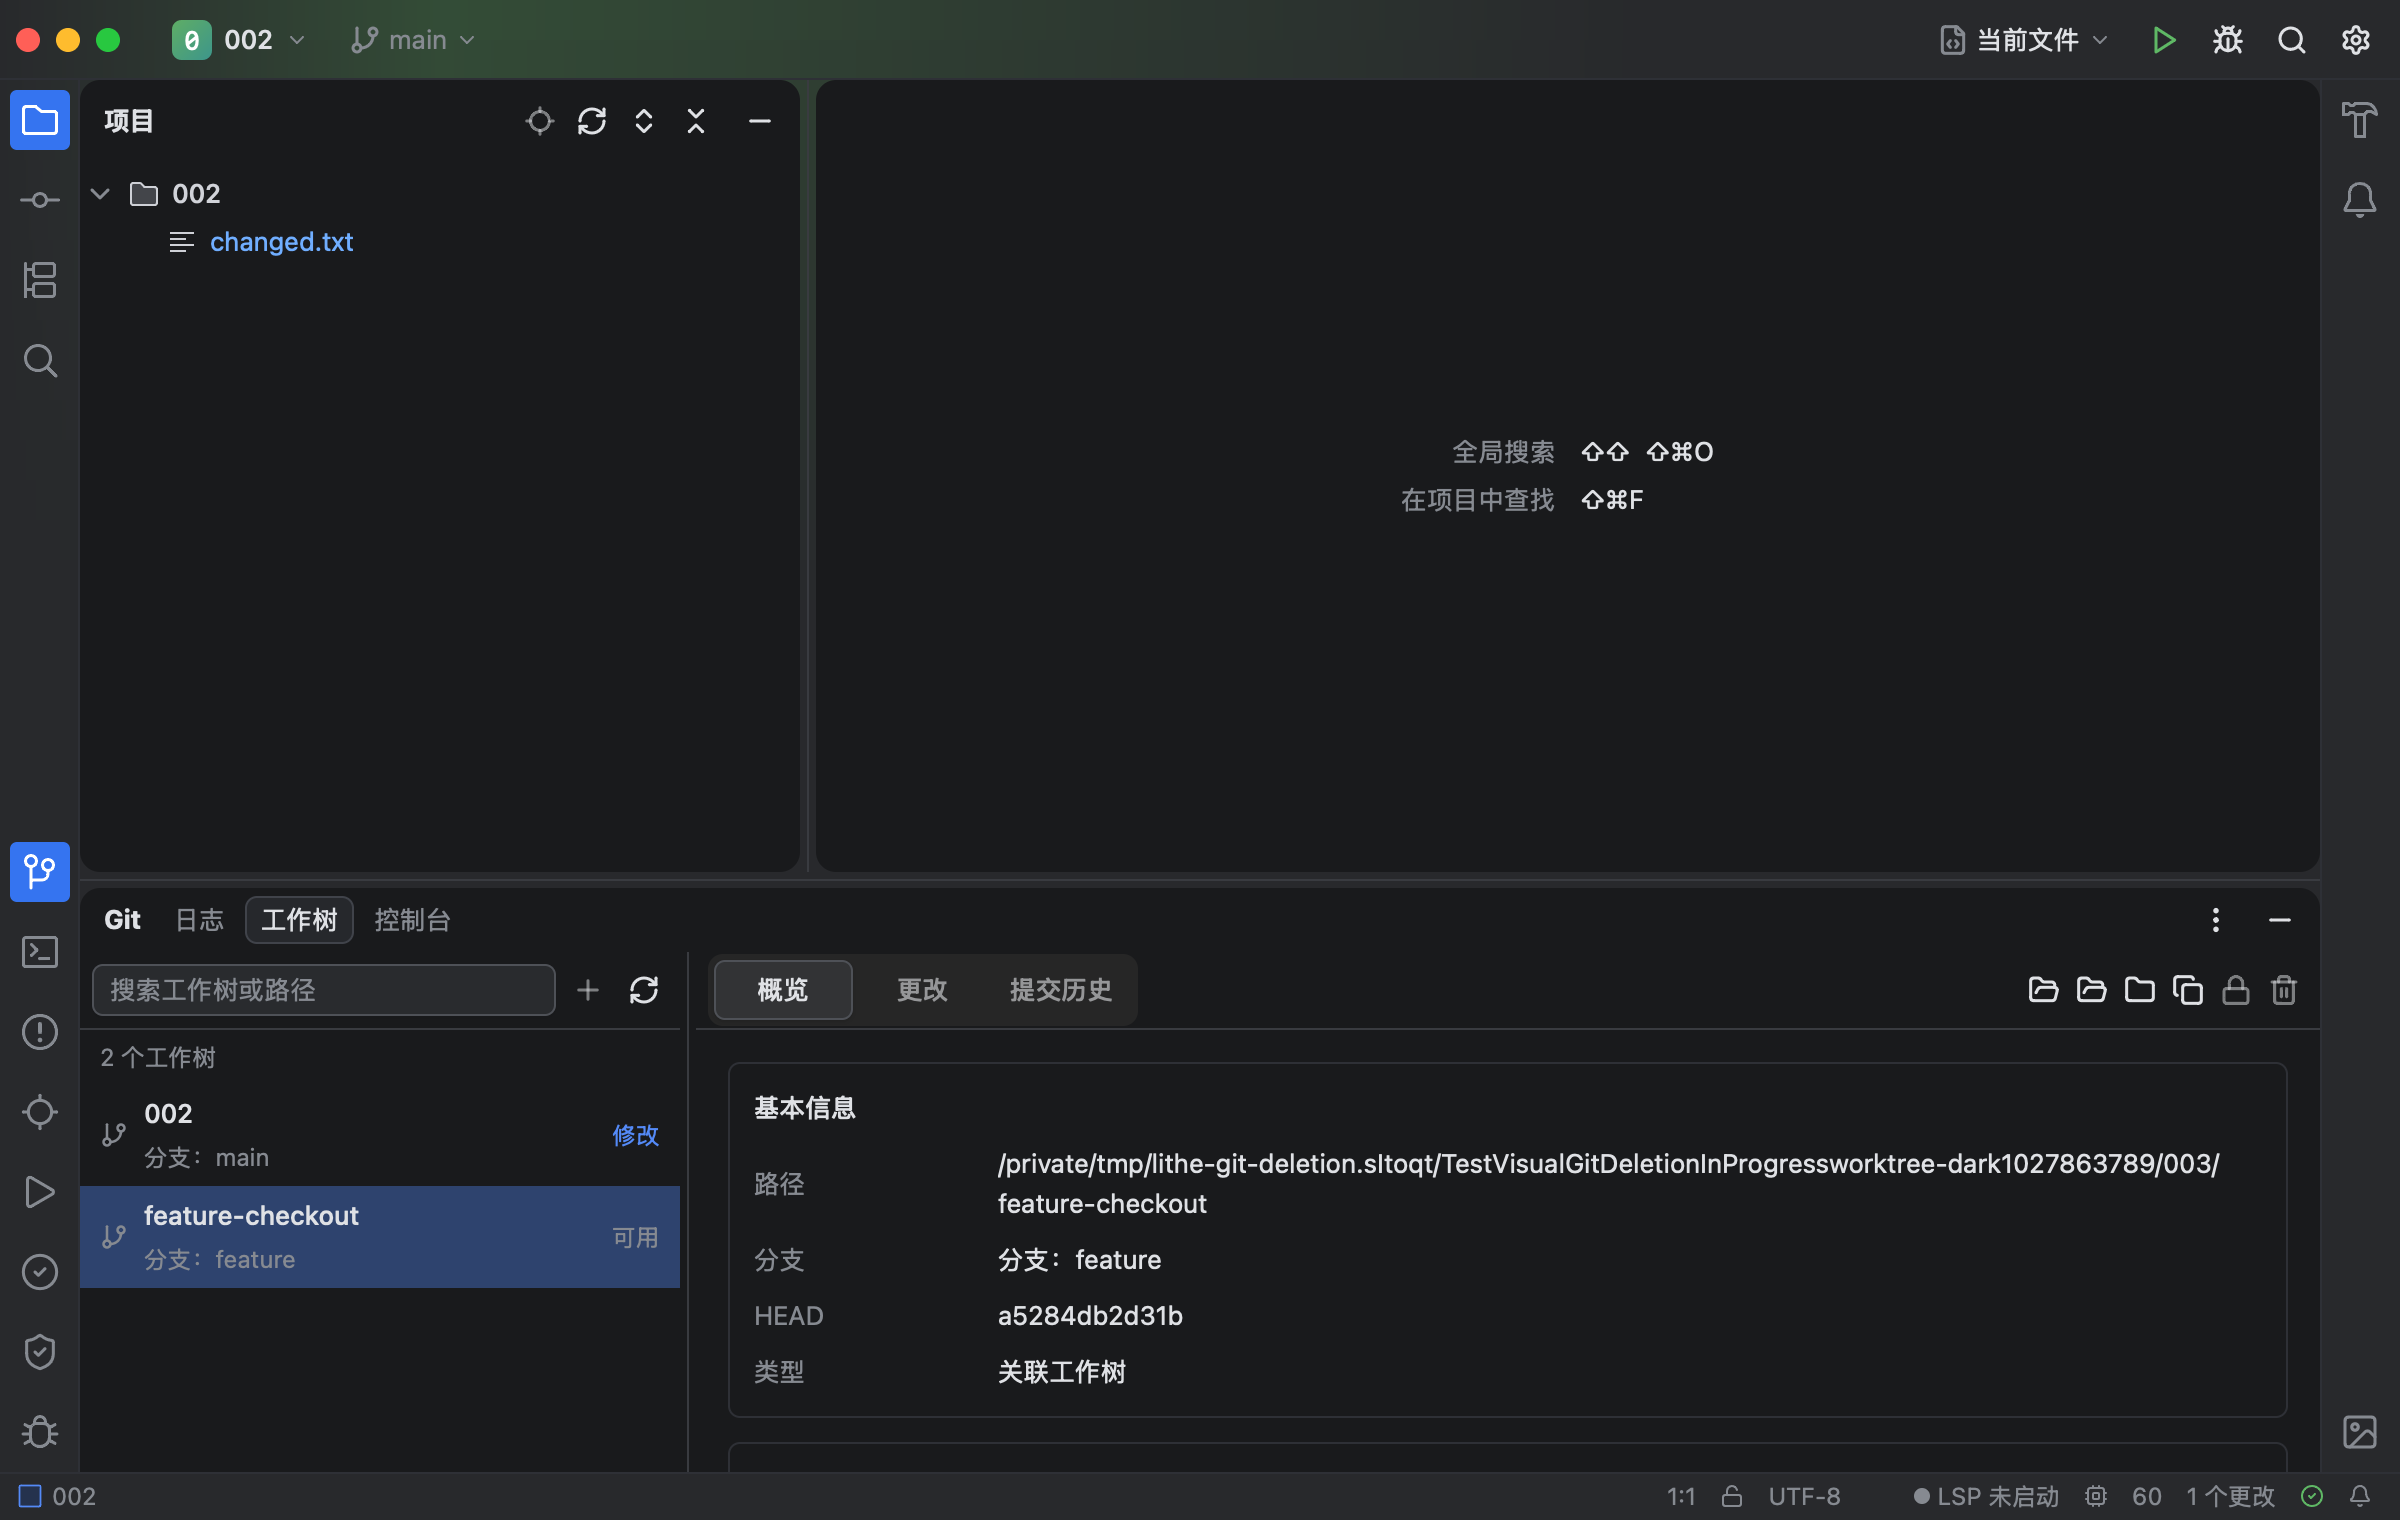 0 002 main 当前文件
项目
002
changed.txt
全局搜索 ⇧⇧ ⇧⌘O
在项目中查找 ⇧⌘F
Git 日志 工作树 控制台
搜索工作树或路径
概览 更改 提交历史
2 个工作树
002
分支：main
修改
feature-checkout
分支：feature
可用
基本信息
路径 /private/tmp/lithe-git-deletion.sItoqt/TestVisualGitDeletionInProgressworktree-dark1027863789/003/
feature-checkout
分支 分支：feature
HEAD a5284db2d31b
类型 关联工作树
002 1:1 UTF-8 LSP 未启动 60 1 个更改